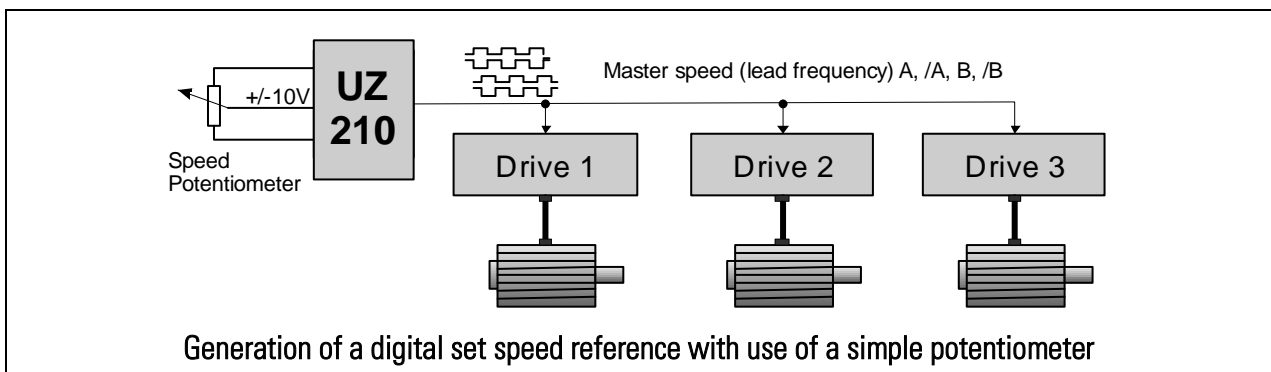 UZ
210
+/-10V
Speed
Potentiometer
Master speed (lead frequency) A, /A, B, /B
Drive 1
Drive 2
Drive 3
Generation of a digital set speed reference with use of a simple potentiometer